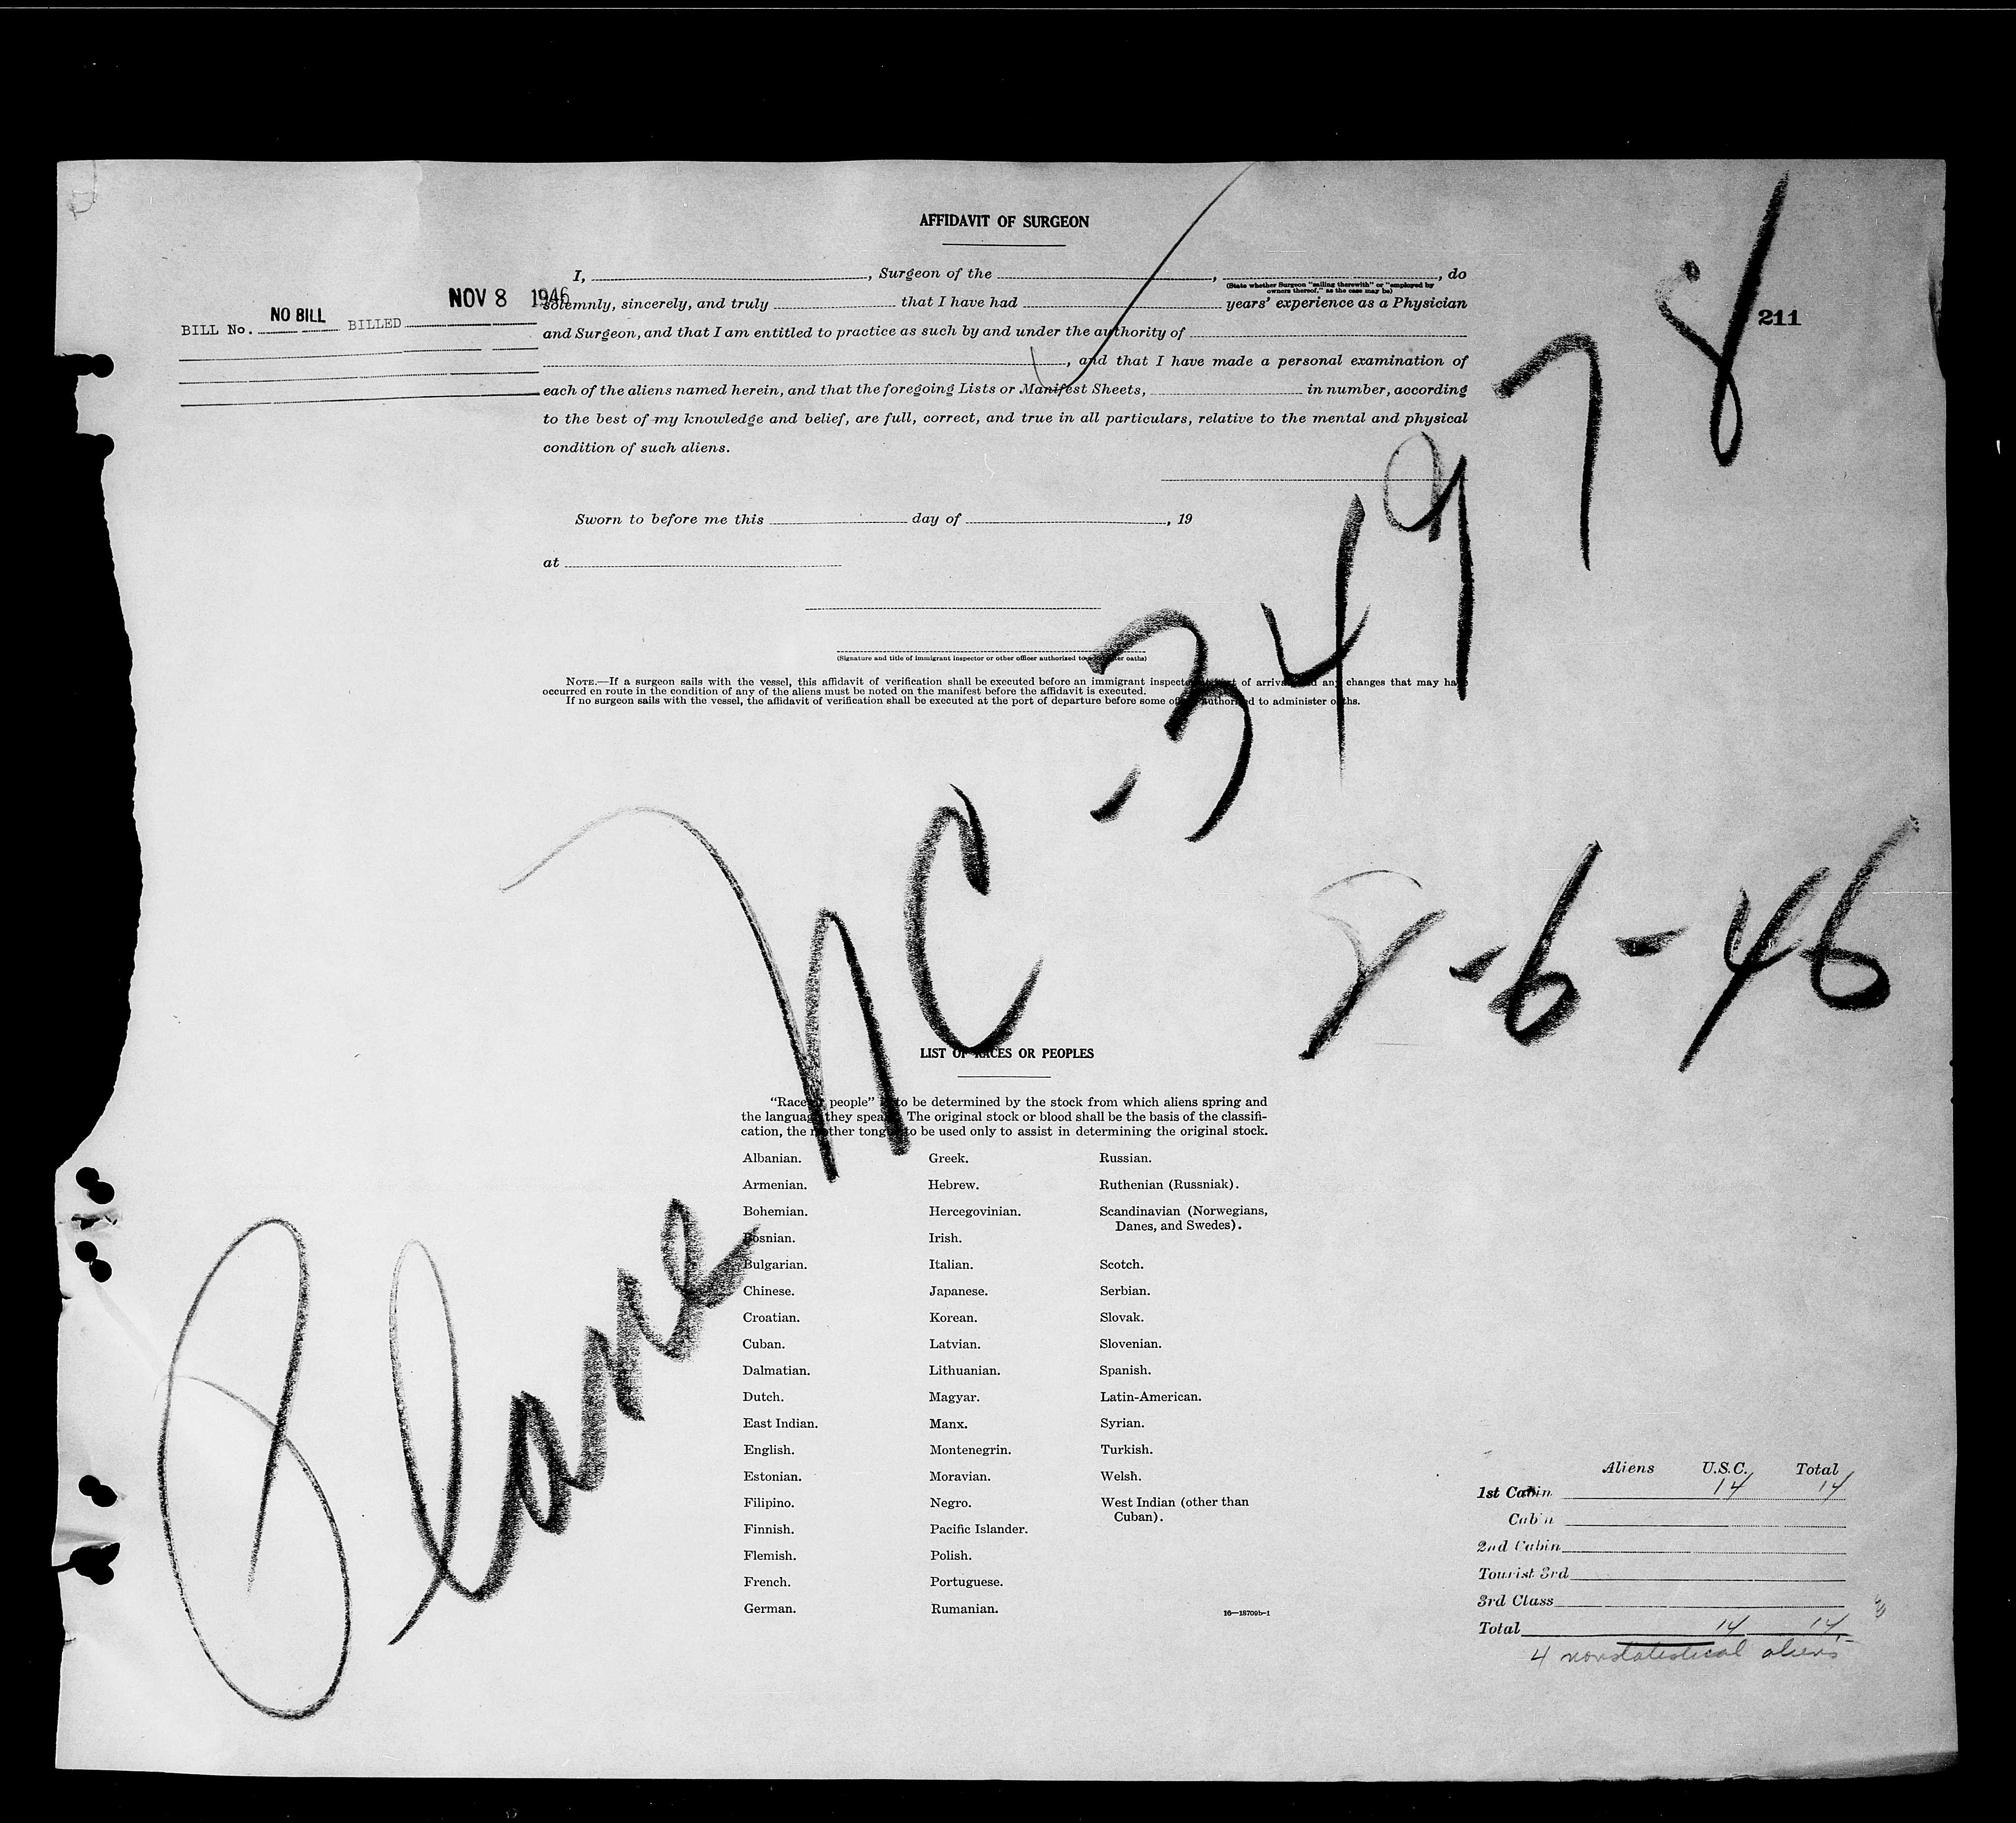 AFFIDAVIT OF SURGEON
I, , Surgeon of the , , do
(State whether Surgeon "sailing therewith" or "employed by
owners thereof," as the case may be)
NOV 8 1946
solemnly, sincerely, and truly that I have had years' experience as a Physician
NO BILL
BILL No. BILLED
211
and Surgeon, and that I am entitled to practice as such by and under the authority of
, and that I have made a personal examination of
each of the aliens named herein, and that the foregoing Lists or Manifest Sheets, in number, according
to the best of my knowledge and belief, are full, correct, and true in all particulars, relative to the mental and physical
condition of such aliens.
Sworn to before me this day of , 19
at
(Signature and title of immigrant inspector or other officer authorized to administer oaths)
NOTE.—If a surgeon sails with the vessel, this affidavit of verification shall be executed before an immigrant inspector at port of arrival and any changes that may have
occurred en route in the condition of any of the aliens must be noted on the manifest before the affidavit is executed.
If no surgeon sails with the vessel, the affidavit of verification shall be executed at the port of departure before some officer authorized to administer oaths.
Plane NC-34978
8-6-46
LIST OF RACES OR PEOPLES
"Race or people" is to be determined by the stock from which aliens spring and
the language they speak. The original stock or blood shall be the basis of the classifi-
cation, the mother tongue to be used only to assist in determining the original stock.
Albanian.
Armenian.
Bohemian.
Bosnian.
Bulgarian.
Chinese.
Croatian.
Cuban.
Dalmatian.
Dutch.
East Indian.
English.
Estonian.
Filipino.
Finnish.
Flemish.
French.
German.
Greek.
Hebrew.
Hercegovinian.
Irish.
Italian.
Japanese.
Korean.
Latvian.
Lithuanian.
Magyar.
Manx.
Montenegrin.
Moravian.
Negro.
Pacific Islander.
Polish.
Portuguese.
Rumanian.
Russian.
Ruthenian (Russniak).
Scandinavian (Norwegians,
Danes, and Swedes).
Scotch.
Serbian.
Slovak.
Slovenian.
Spanish.
Latin-American.
Syrian.
Turkish.
Welsh.
West Indian (other than
Cuban).
16—18709b-1
Aliens U.S.C. Total
1st Cabin 14 14
Cabin
2nd Cabin
Tourist 3rd
3rd Class
Total 14 14
4 nonstatistical aliens